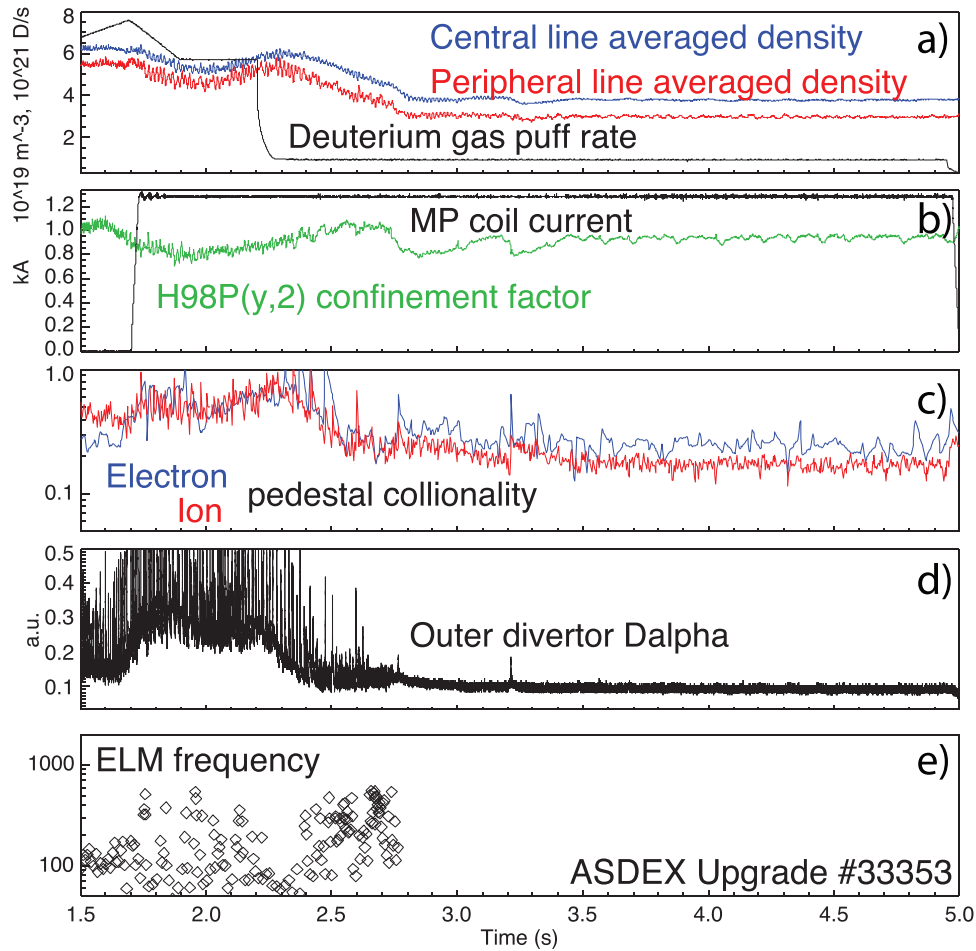 8
6
4
2
10^19 m^-3, 10^21 D/s
Central line averaged density
a)
Peripheral line averaged density
Deuterium gas puff rate
1.2
1.0
0.8
0.6
0.4
0.2
0.0
kA
MP coil current
b)
H98P(y,2) confinement factor
1.0
0.1
c)
Electron
Ion
pedestal collionality
0.5
0.4
0.3
0.2
0.1
a.u.
d)
Outer divertor Dalpha
1000
100
ELM frequency
e)
ASDEX Upgrade #33353
1.5 2.0 2.5 3.0 3.5 4.0 4.5 5.0
Time (s)